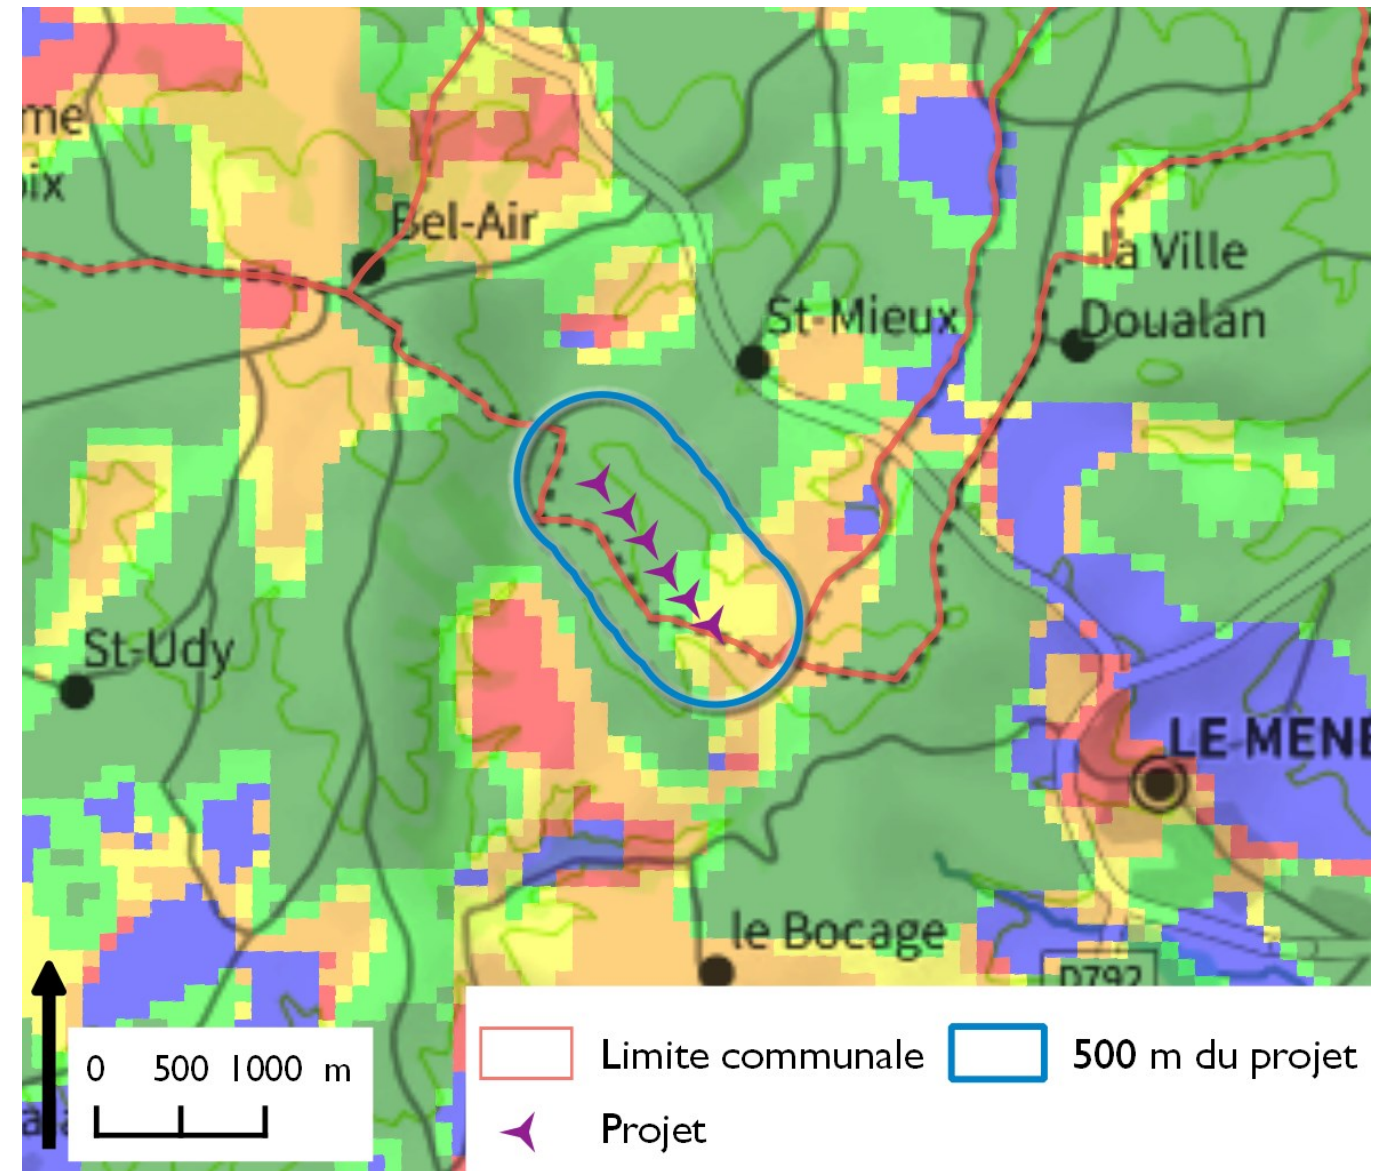 me
oix
Bel-Air
la Ville
St-Mieux
Doualan
St-Udy
LE MENE
le Bocage
D792
0 500 1000 m
Limite communale
500 m du projet
Projet